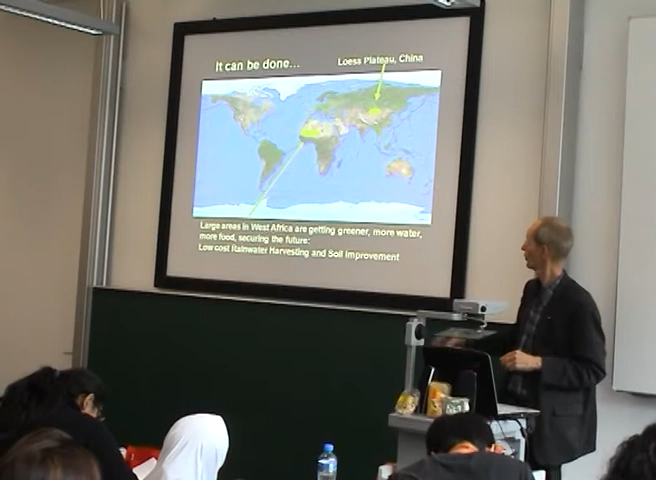 It can be done...
Loess Plateau, China
Large areas in West Africa are getting greener, more water,
more food, securing the future:
Low cost Rainwater Harvesting and Soil Improvement